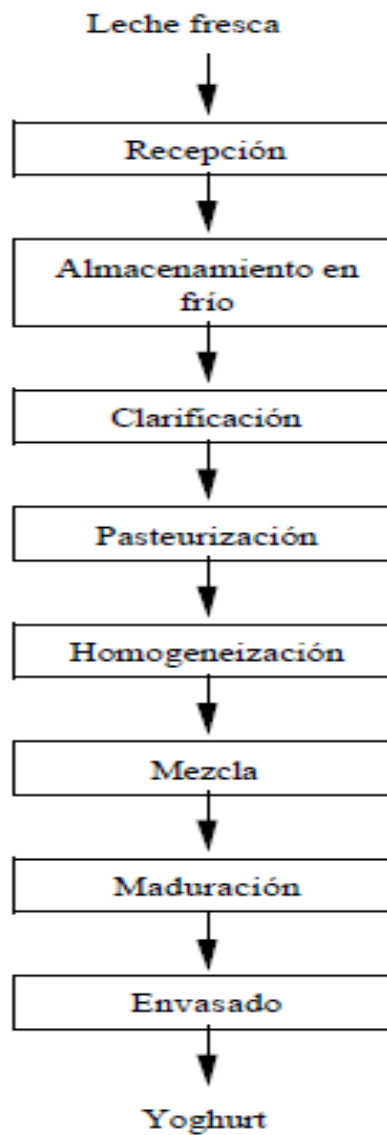 Leche fresca
Recepción
Almacenamiento en
frío
Clarificación
Pasteurización
Homogeneización
Mezcla
Maduración
Envasado
Yoghurt